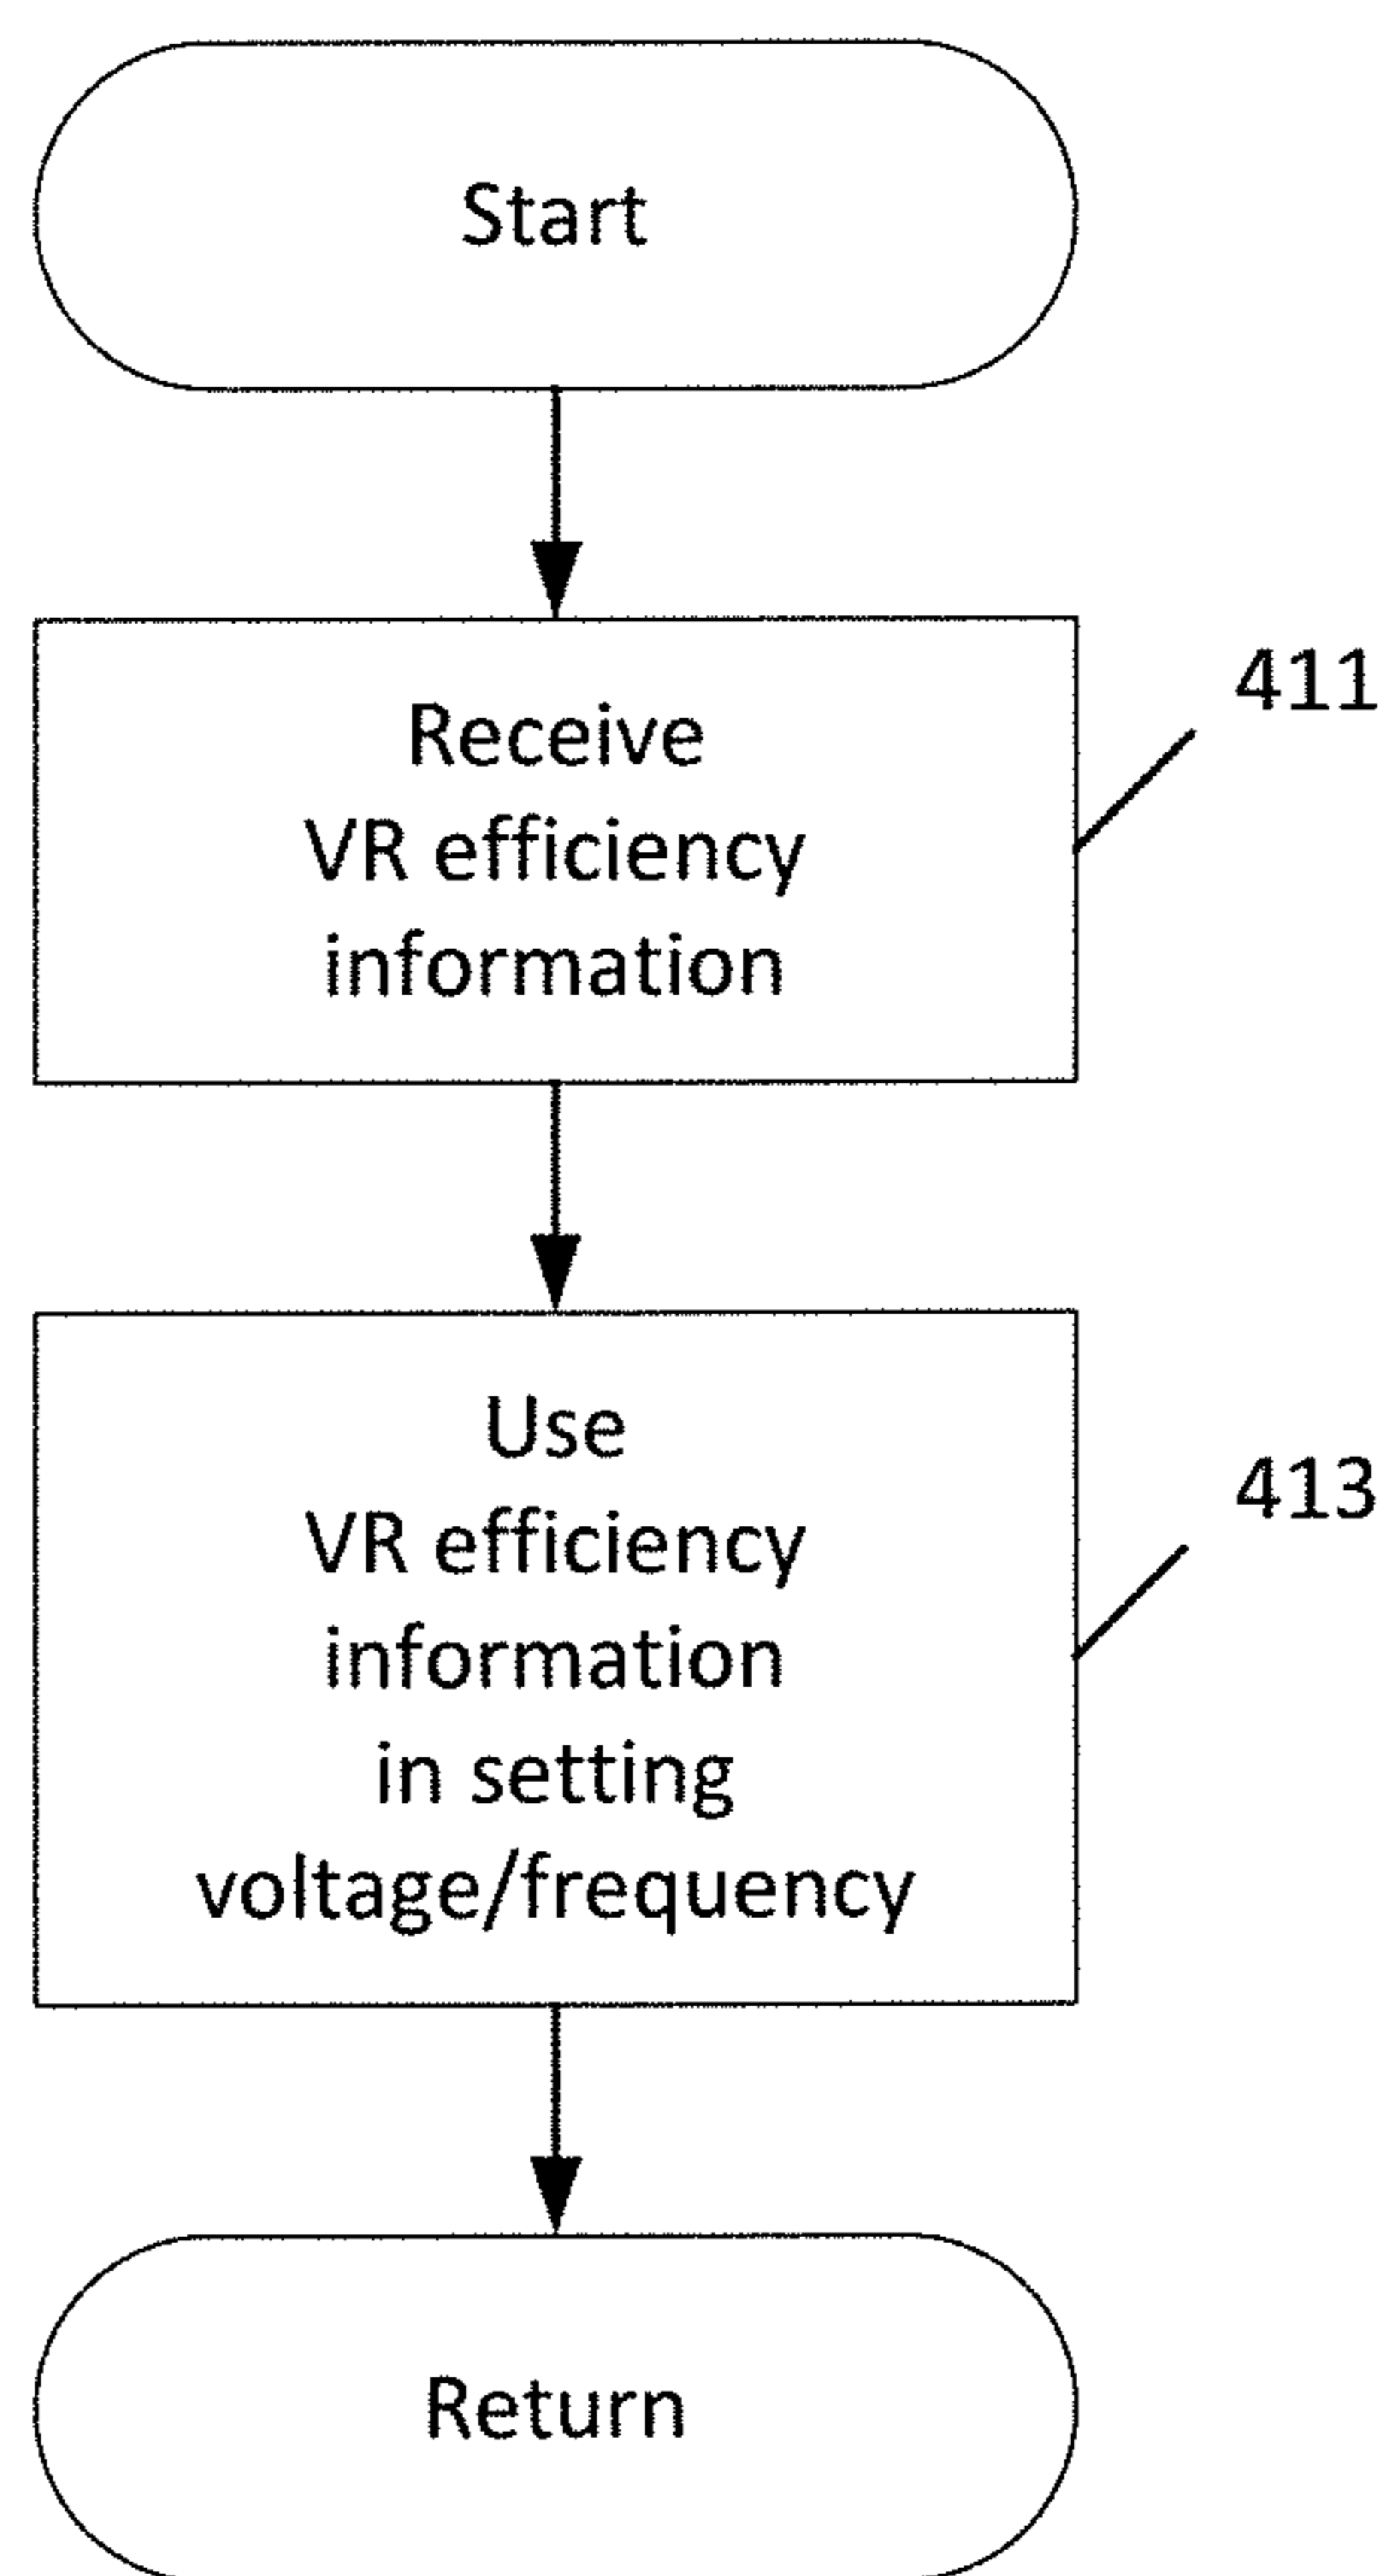 Start
Receive
VR efficiency
information
411
Use
VR efficiency
information
in setting
voltage/frequency
413
Return